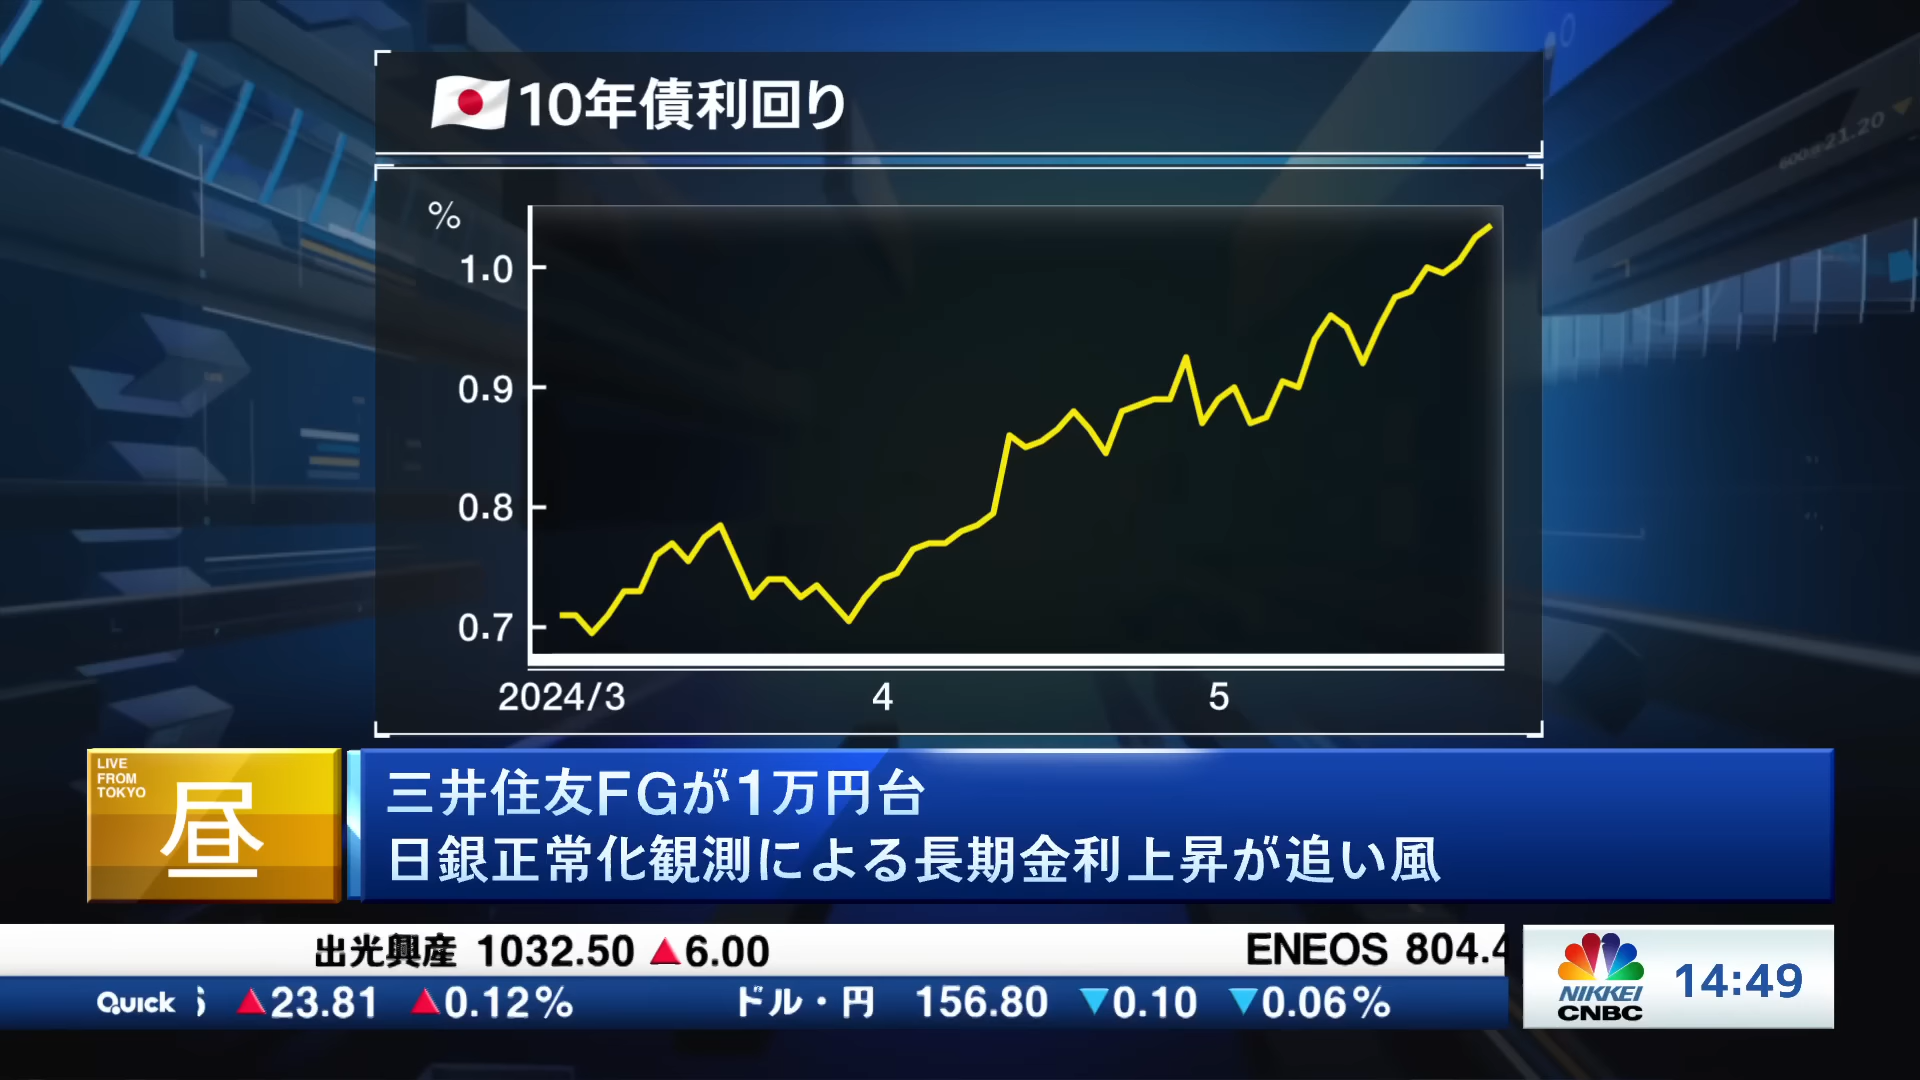 10年債利回り
%
1.0
0.9
0.8
0.7
2024/3 4 5
LIVE
FROM
TOKYO
昼
三井住友FGが1万円台
日銀正常化観測による長期金利上昇が追い風
出光興産 1032.50 ▲6.00 ENEOS 804.4
QUICK ▲23.81 ▲0.12% ドル・円 156.80 ▼0.10 ▼0.06%
NIKKEI
CNBC
14:49